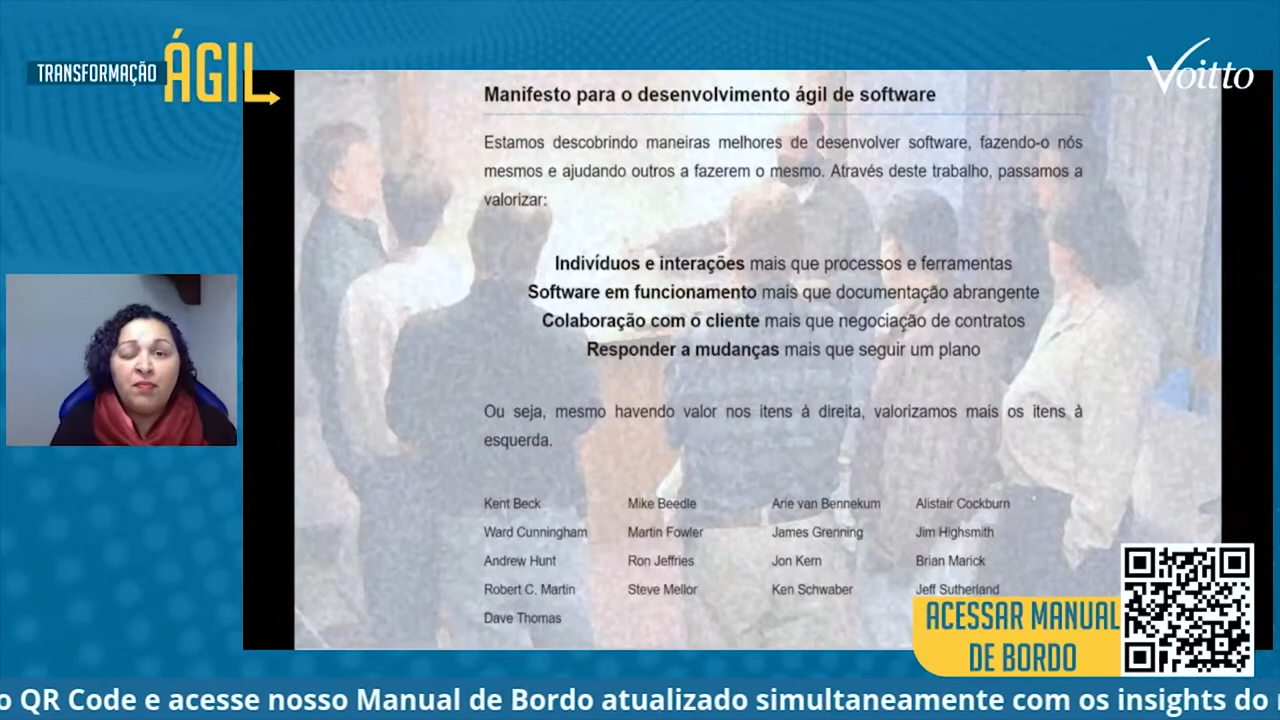 TRANSFORMAÇÃO ÁGIL
Voitto
Manifesto para o desenvolvimento ágil de software
Estamos descobrindo maneiras melhores de desenvolver software, fazendo-o nós
mesmos e ajudando outros a fazerem o mesmo. Através deste trabalho, passamos a
valorizar:
Indivíduos e interações mais que processos e ferramentas
Software em funcionamento mais que documentação abrangente
Colaboração com o cliente mais que negociação de contratos
Responder a mudanças mais que seguir um plano
Ou seja, mesmo havendo valor nos itens à direita, valorizamos mais os itens à
esquerda.
Kent Beck Mike Beedle Arie van Bennekum Alistair Cockburn
Ward Cunningham Martin Fowler James Grenning Jim Highsmith
Andrew Hunt Ron Jeffries Jon Kern Brian Marick
Robert C. Martin Steve Mellor Ken Schwaber Jeff Sutherland
Dave Thomas
ACESSAR MANUAL
DE BORDO
o QR Code e acesse nosso Manual de Bordo atualizado simultaneamente com os insights do